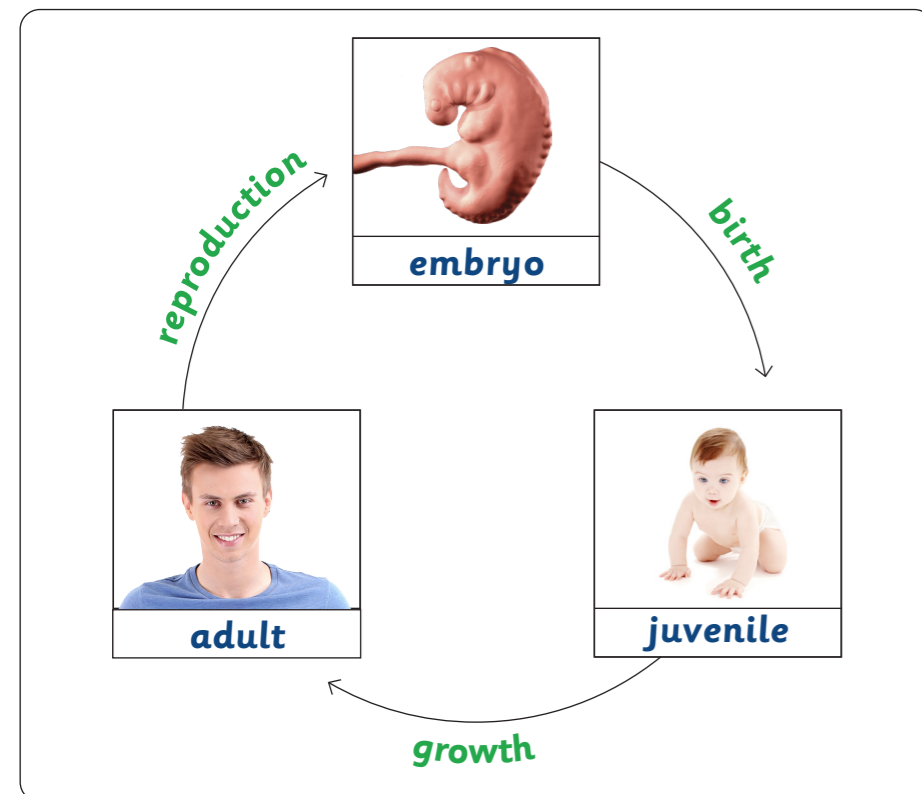 embryo
birth
juvenile
growth
adult
reproduction